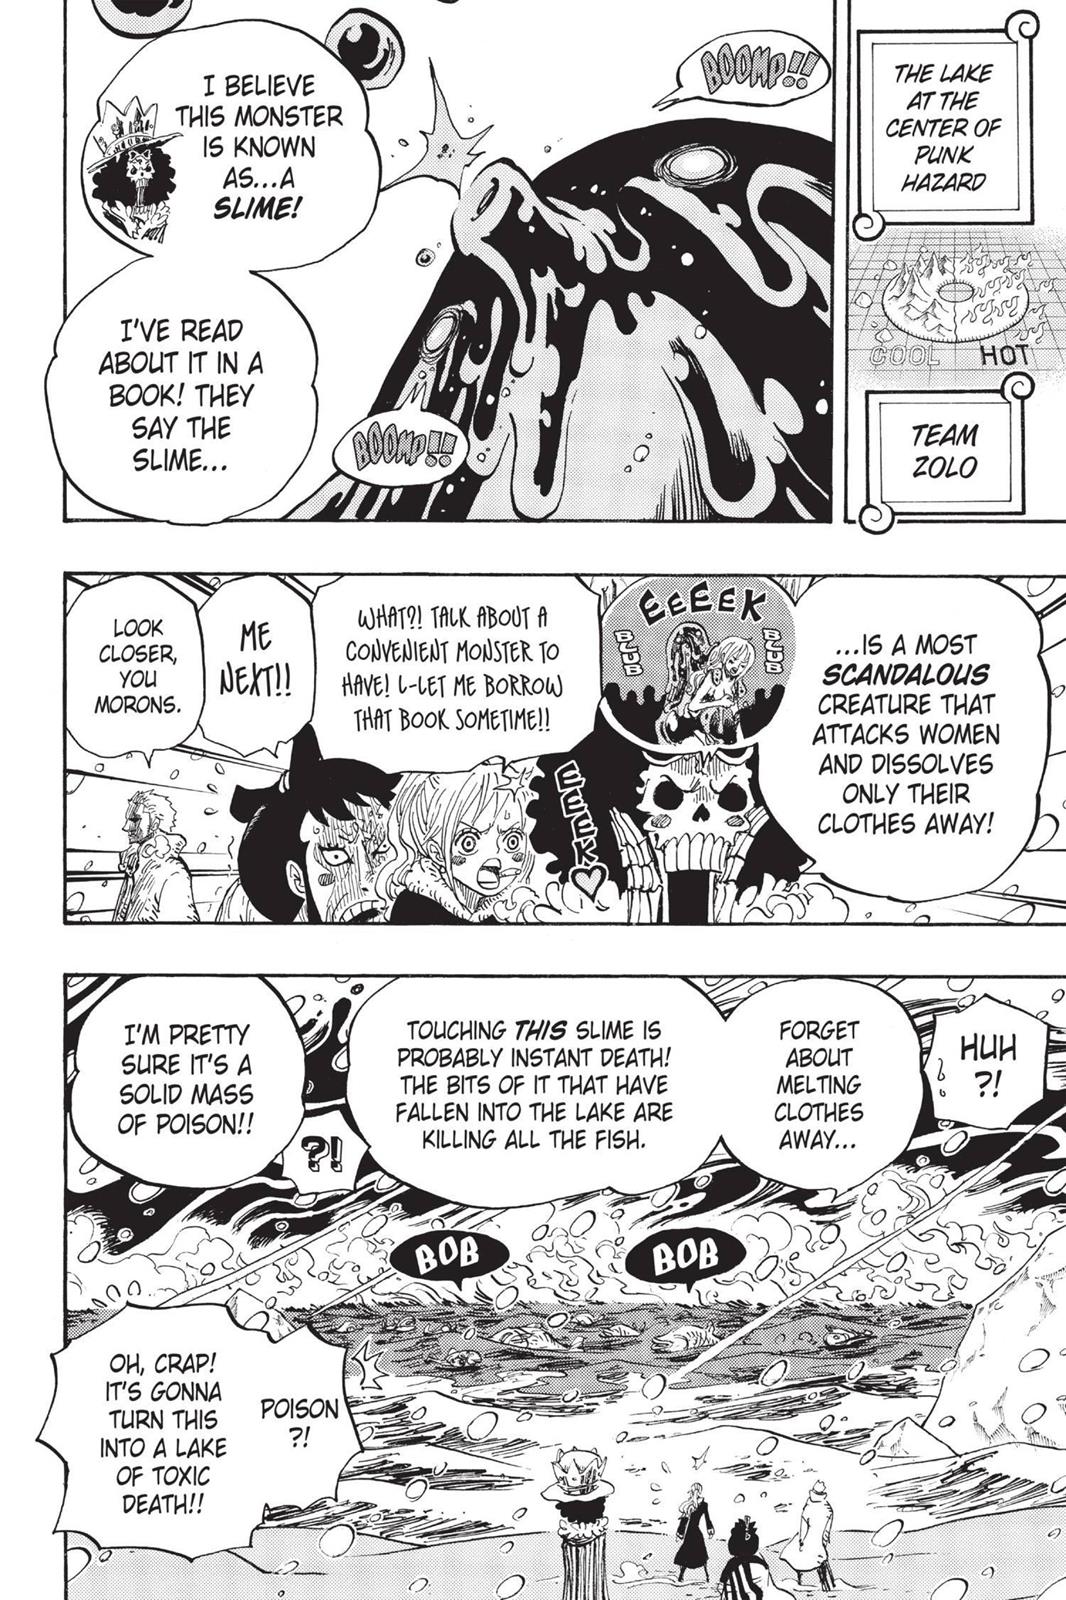 THE LAKE
AT THE
CENTER OF
PUNK
HAZARD
COOL
HOT
TEAM
ZOLO
BOOMP!!
I BELIEVE
THIS MONSTER
IS KNOWN
AS...A
SLIME!
I'VE READ
ABOUT IT IN A
BOOK! THEY
SAY THE
SLIME...
BOOMP!!
...IS A MOST
SCANDALOUS
CREATURE THAT
ATTACKS WOMEN
AND DISSOLVES
ONLY THEIR
CLOTHES AWAY!
EEEEK
BLUB
BLUB
EEEK
WHAT?! TALK ABOUT A
CONVENIENT MONSTER TO
HAVE! L-LET ME BORROW
THAT BOOK SOMETIME!!
ME
NEXT!!
LOOK
CLOSER,
YOU
MORONS.
HUH
?!
FORGET
ABOUT
MELTING
CLOTHES
AWAY...
TOUCHING THIS SLIME IS
PROBABLY INSTANT DEATH!
THE BITS OF IT THAT HAVE
FALLEN INTO THE LAKE ARE
KILLING ALL THE FISH.
?!
I'M PRETTY
SURE IT'S A
SOLID MASS
OF POISON!!
BOB
BOB
POISON
?!
OH, CRAP!
IT'S GONNA
TURN THIS
INTO A LAKE
OF TOXIC
DEATH!!